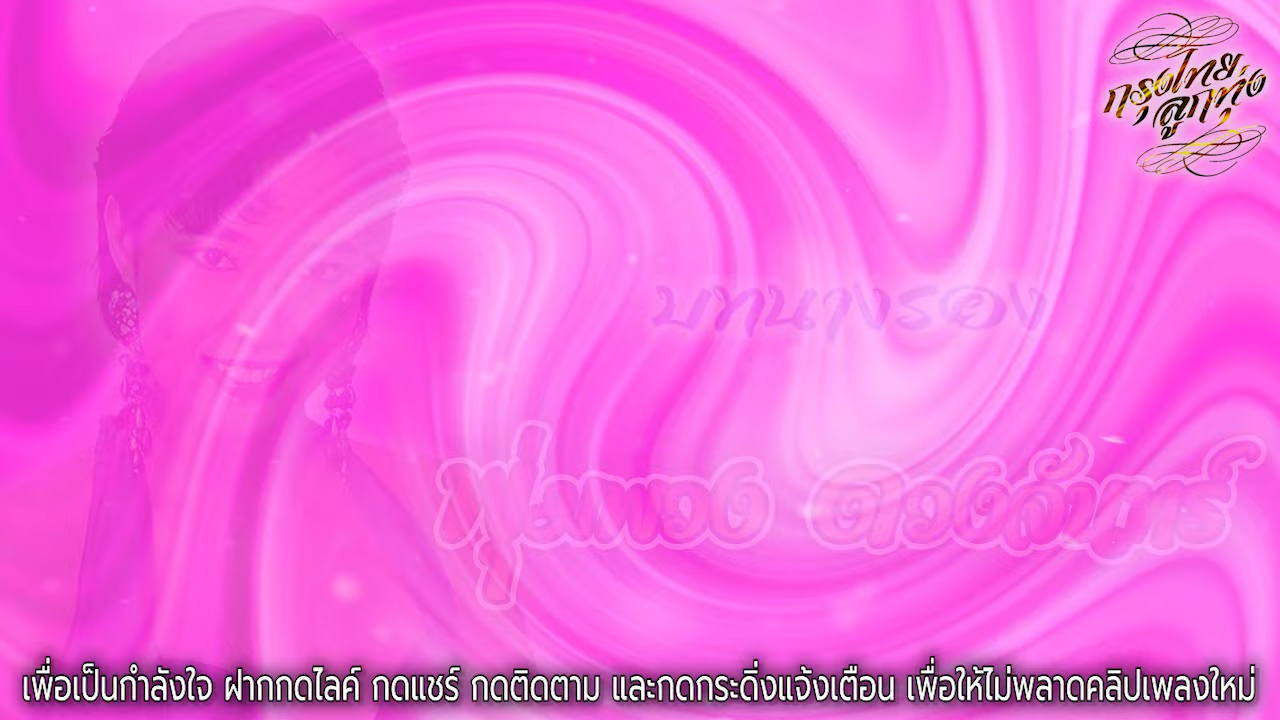 กรุงไทย
ลูกทุ่ง
บทนางรอง
พุ่มพวง ดวงจันทร์
เพื่อเป็นกำลังใจ ฝากกดไลค์ กดแชร์ กดติดตาม และกดกระดิ่งแจ้งเตือน เพื่อให้ไม่พลาดคลิปเพลงใหม่